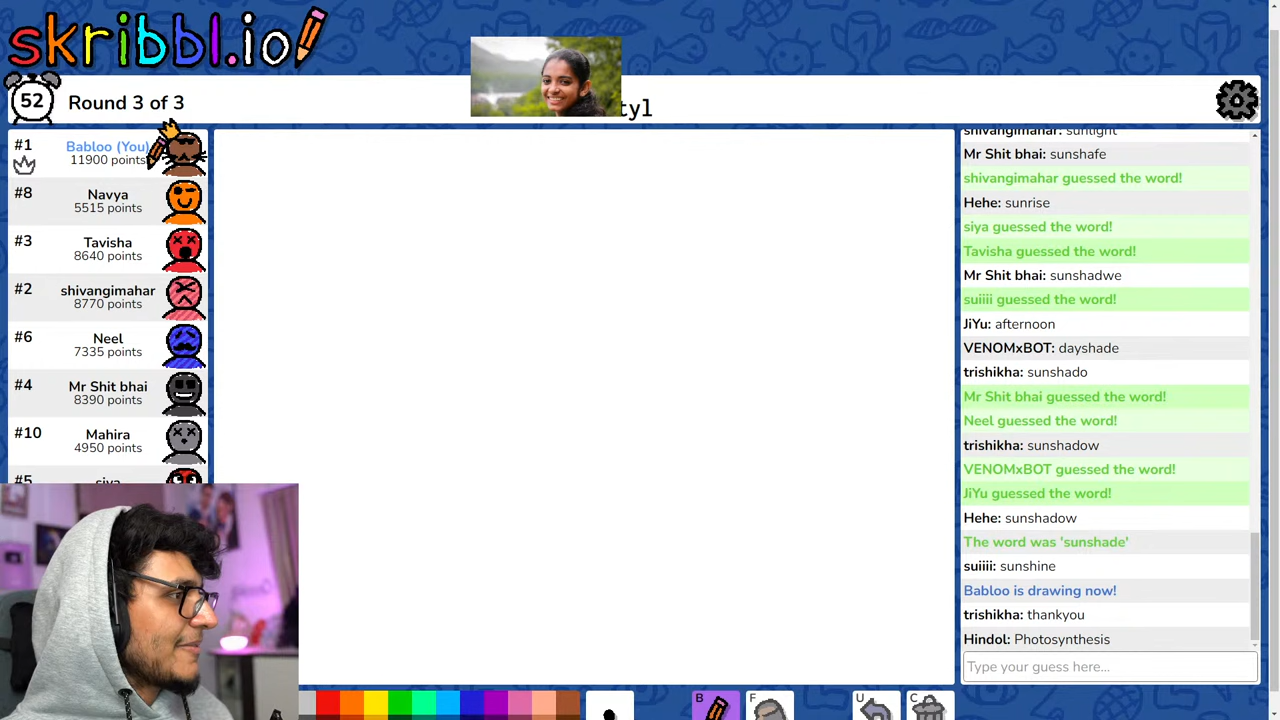 skribbl.io
52
Round 3 of 3
tyl
#1
Babloo (You)
11900 points
#8
Navya
5515 points
#3
Tavisha
8640 points
#2
shivangimahar
8770 points
#6
Neel
7335 points
#4
Mr Shit bhai
8390 points
#10
Mahira
4950 points
#5
siya
shivangimahar: sunlight
Mr Shit bhai: sunshafe
shivangimahar guessed the word!
Hehe: sunrise
siya guessed the word!
Tavisha guessed the word!
Mr Shit bhai: sunshadwe
suiiii guessed the word!
JiYu: afternoon
VENOMxBOT: dayshade
trishikha: sunshado
Mr Shit bhai guessed the word!
Neel guessed the word!
trishikha: sunshadow
VENOMxBOT guessed the word!
JiYu guessed the word!
Hehe: sunshadow
The word was 'sunshade'
suiiii: sunshine
Babloo is drawing now!
trishikha: thankyou
Hindol: Photosynthesis
Type your guess here...
B
F
U
C